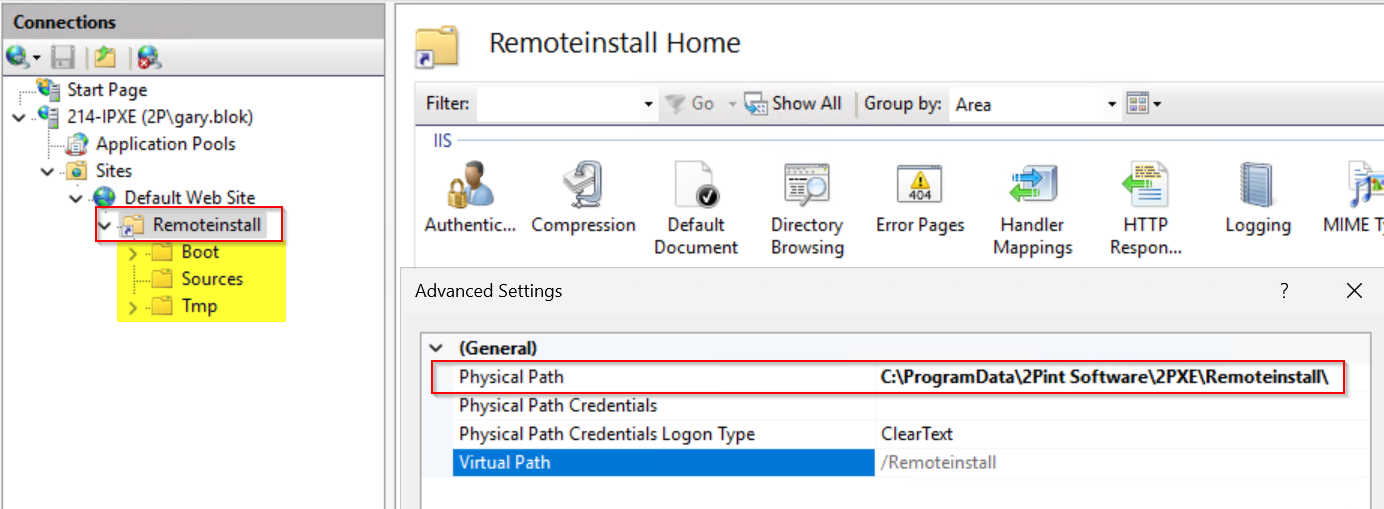 Connections
Start Page
214-IPXE (2P\gary.blok)
Application Pools
Sites
Default Web Site
Remoteinstall
Boot
Sources
Tmp
Remoteinstall Home
Filter: Go Show All Group by: Area
IIS
Authentic... Compression Default Document Directory Browsing Error Pages Handler Mappings HTTP Respon... Logging MIME Ty
404
Advanced Settings ?
(General)
Physical Path C:\ProgramData\2Pint Software\2PXE\Remoteinstall\
Physical Path Credentials
Physical Path Credentials Logon Type ClearText
Virtual Path /Remoteinstall